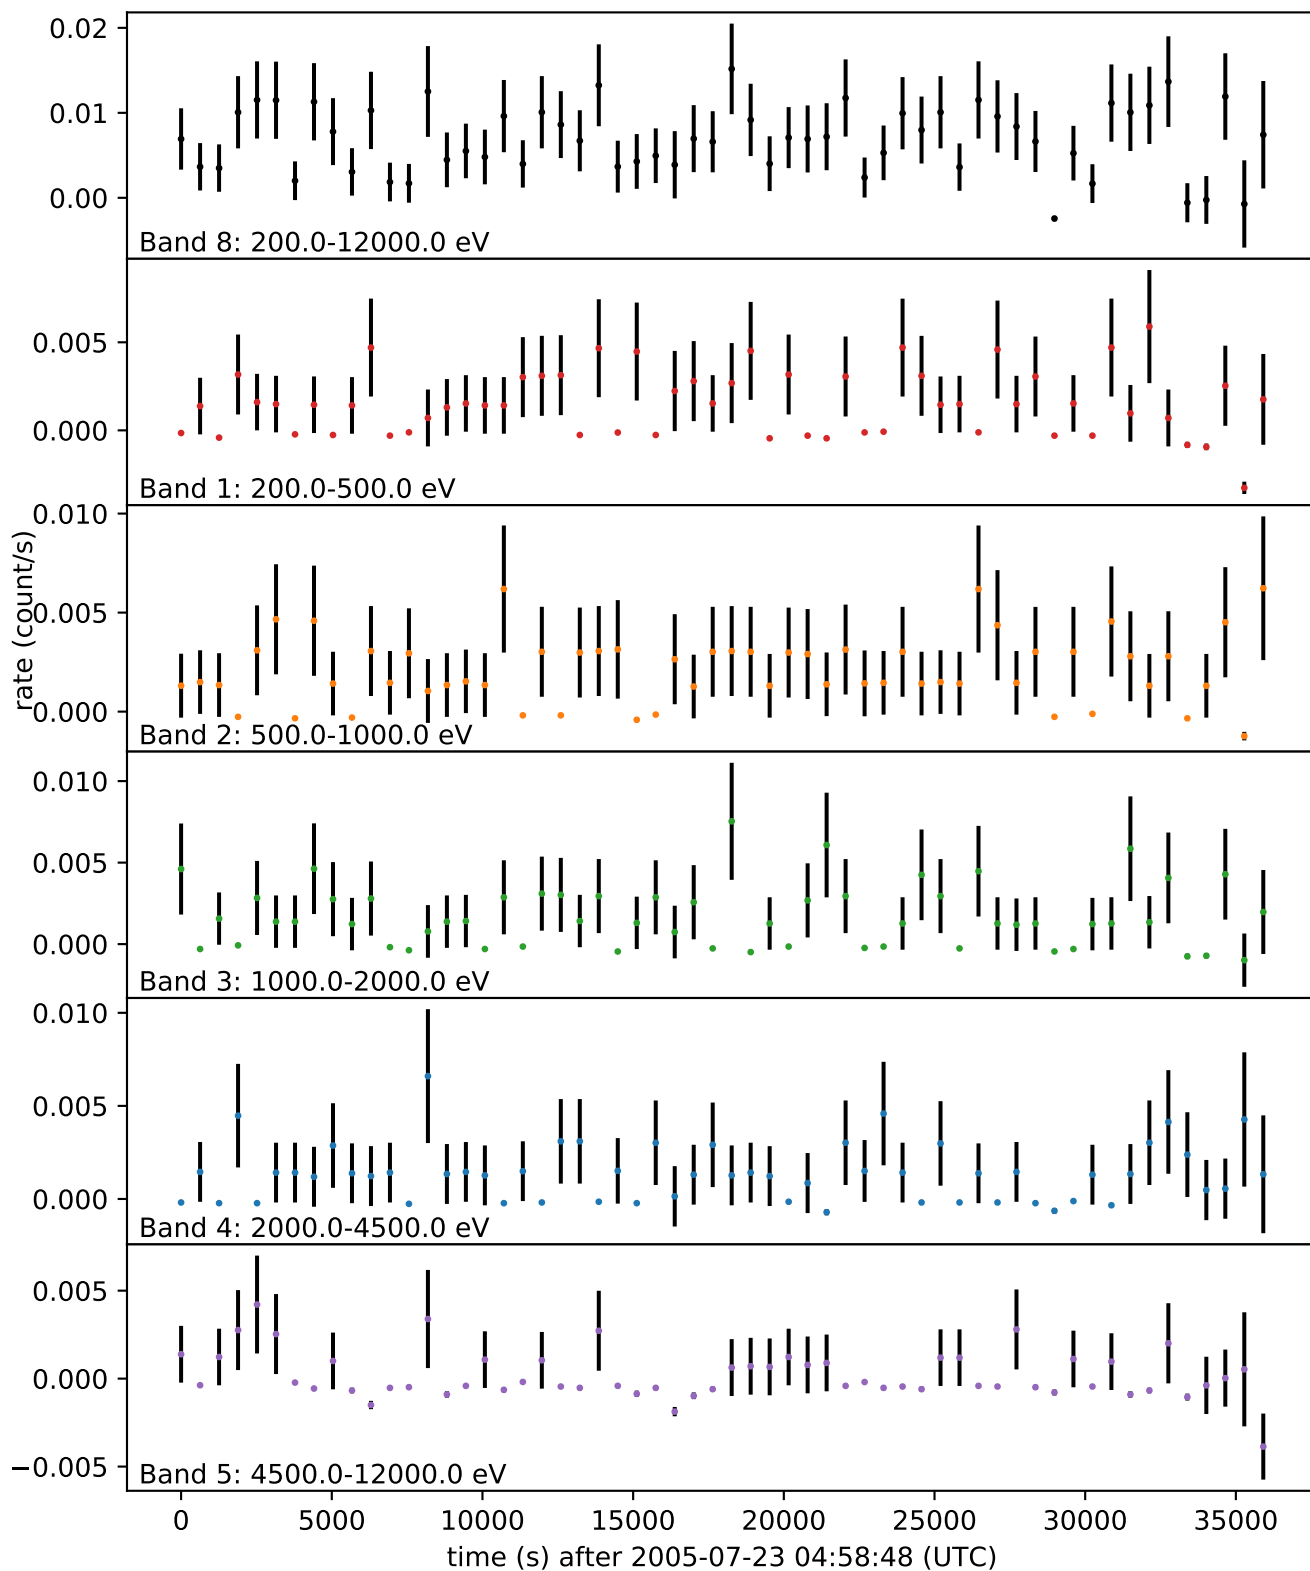 0.02
0.01
0.00
Band 8: 200.0-12000.0 eV
0.005
0.000
Band 1: 200.0-500.0 eV
rate (count/s)
0.010
0.005
0.000
Band 2: 500.0-1000.0 eV
0.010
0.005
0.000
Band 3: 1000.0-2000.0 eV
0.010
0.005
0.000
Band 4: 2000.0-4500.0 eV
0.005
0.000
−0.005
Band 5: 4500.0-12000.0 eV
0 5000 10000 15000 20000 25000 30000 35000
time (s) after 2005-07-23 04:58:48 (UTC)